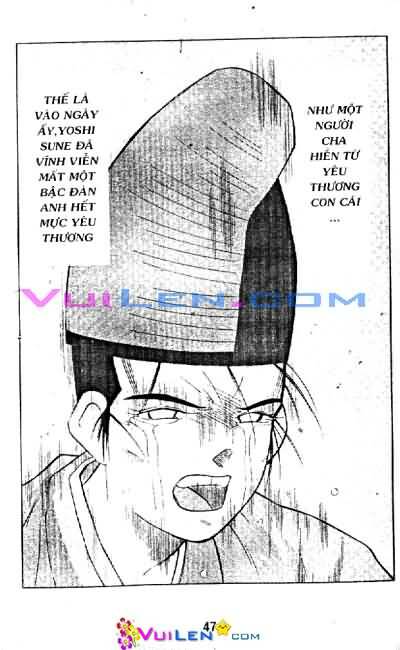 THẾ LÀ
VÀO NGÀY
ẤY,YOSHI
SUNE ĐÃ
VĨNH VIỄN
MẤT MỘT
BẬC ĐÀN
ANH HẾT
MỰC YÊU
THƯƠNG
NHƯ MỘT
NGƯỜI
CHA
HIỀN TỪ
YÊU
THƯƠNG
CON CÁI
...
VUILEN.COM
47
VUILEN.COM